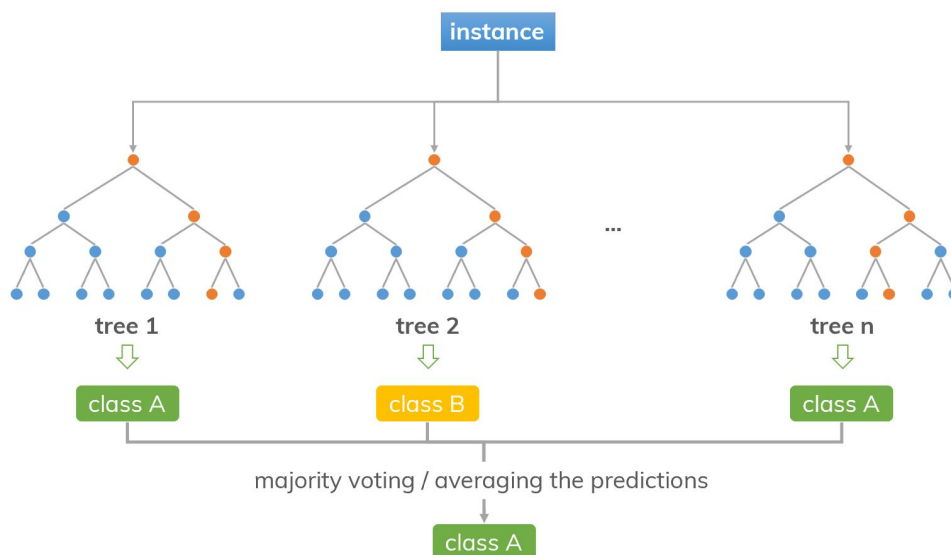 instance
...
tree 1
tree 2
tree n
class A
class B
class A
majority voting / averaging the predictions
class A